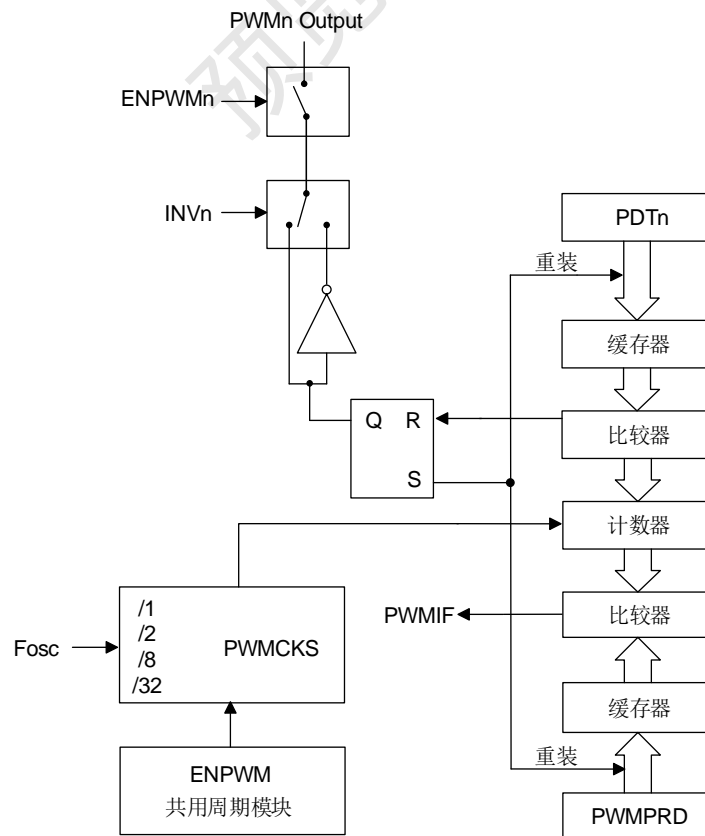 预览
PWMn Output
ENPWMn
INVn
PDTn
重装
缓存器
Q R
S
比较器
计数器
/1
/2
/8
/32
PWMCKS
Fosc
PWMIF
比较器
缓存器
ENPWM
共用周期模块
重装
PWMPRD